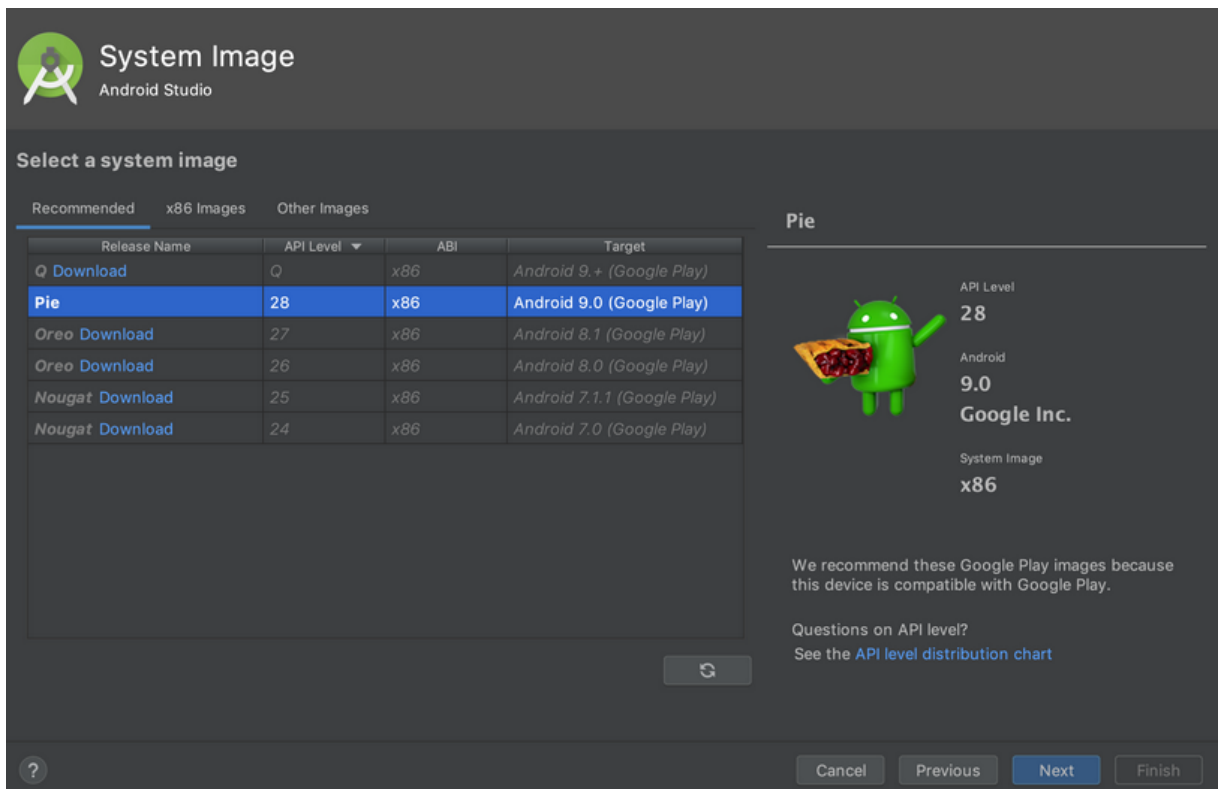 System Image
Android Studio
Select a system image
Recommended x86 Images Other Images
Release Name API Level ABI Target
Q Download Q x86 Android 9.+ (Google Play)
Pie 28 x86 Android 9.0 (Google Play)
Oreo Download 27 x86 Android 8.1 (Google Play)
Oreo Download 26 x86 Android 8.0 (Google Play)
Nougat Download 25 x86 Android 7.1.1 (Google Play)
Nougat Download 24 x86 Android 7.0 (Google Play)
Pie
API Level
28
Android
9.0
Google Inc.
System Image
x86
We recommend these Google Play images because
this device is compatible with Google Play.
Questions on API level?
See the API level distribution chart
? Cancel Previous Next Finish